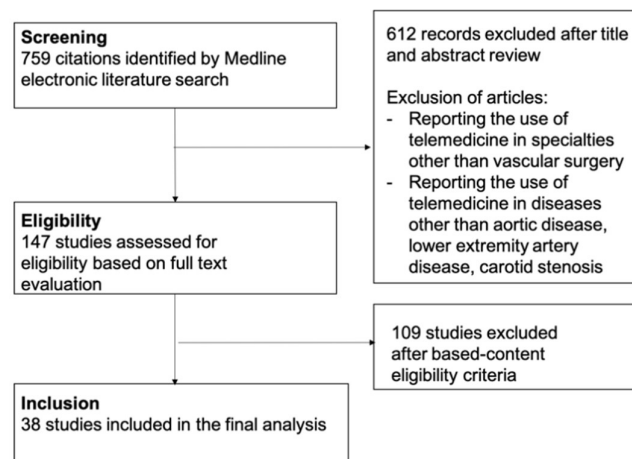 Screening
759 citations identified by Medline
electronic literature search
612 records excluded after title
and abstract review
Exclusion of articles:
- Reporting the use of
telemedicine in specialties
other than vascular surgery
- Reporting the use of
telemedicine in diseases
other than aortic disease,
lower extremity artery
disease, carotid stenosis
Eligibility
147 studies assessed for
eligibility based on full text
evaluation
109 studies excluded
after based-content
eligibility criteria
Inclusion
38 studies included in the final analysis